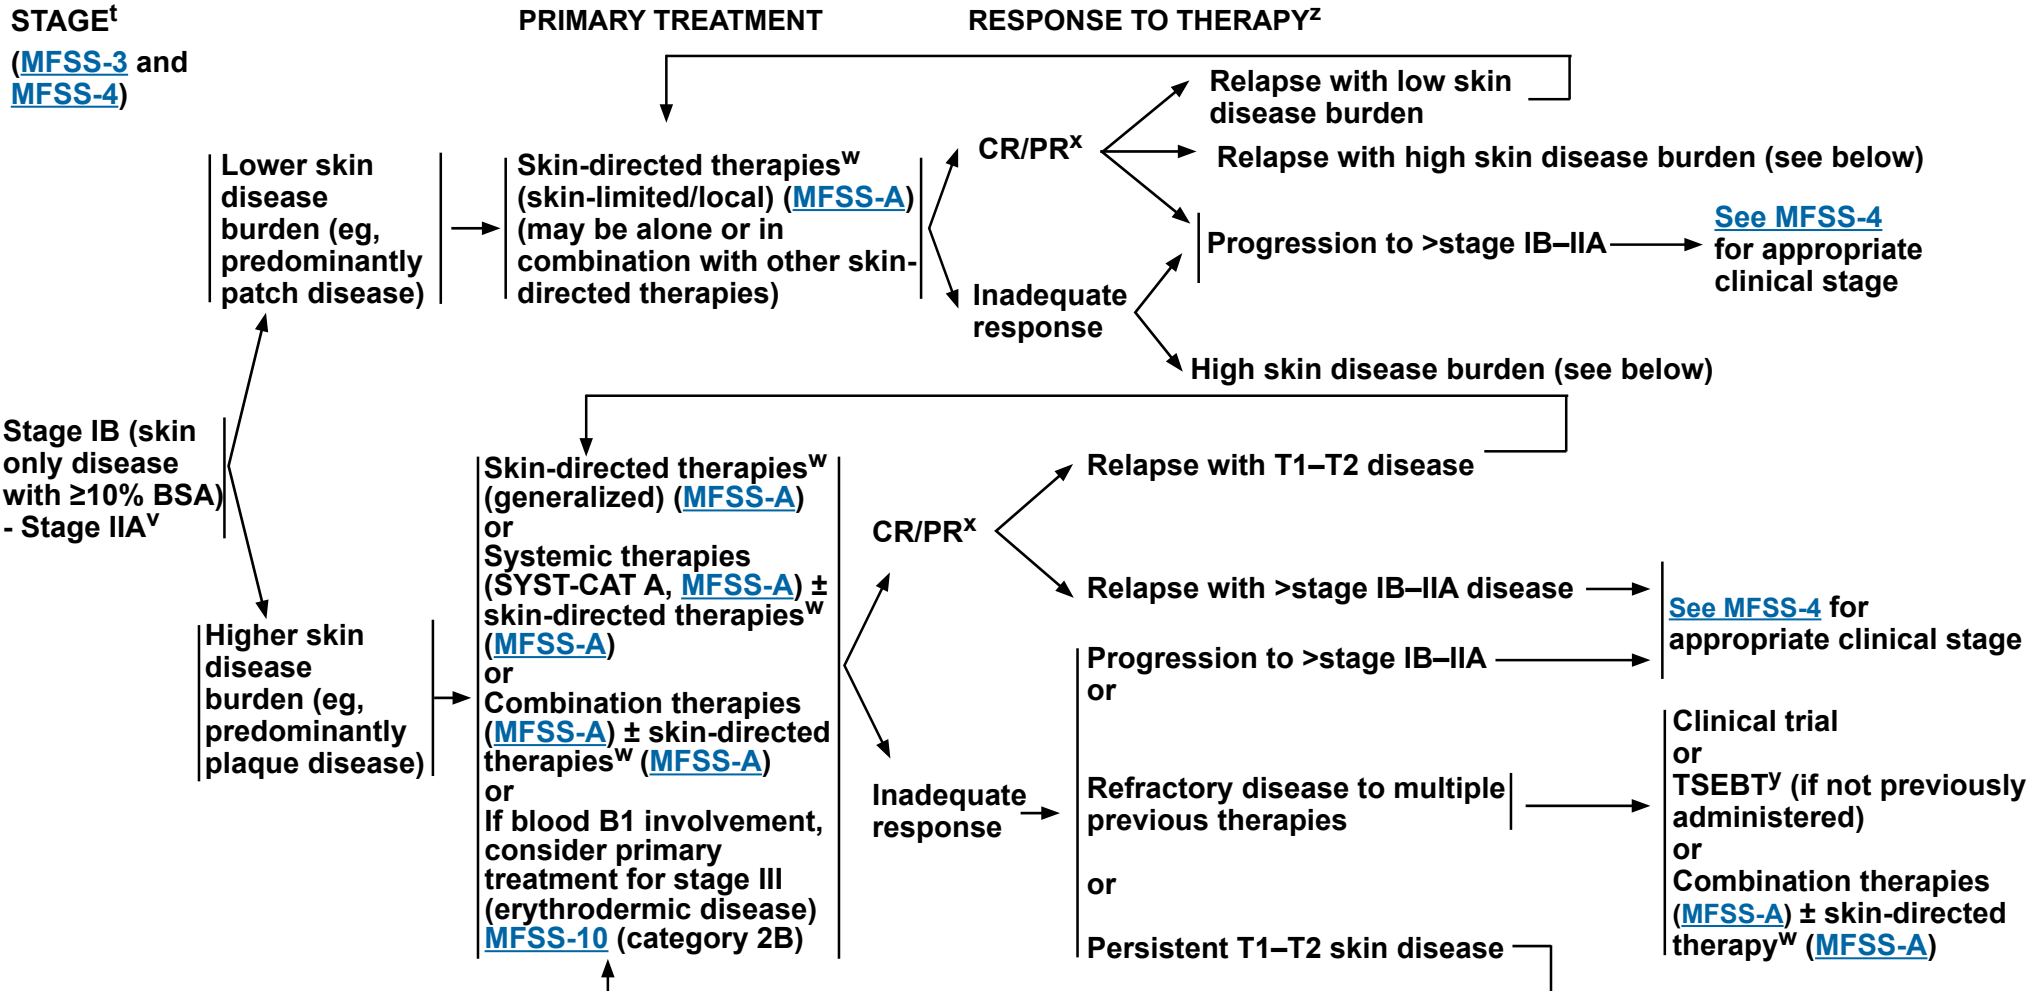 STAGEᵗ
(MFSS-3 and
MFSS-4)
PRIMARY TREATMENT
RESPONSE TO THERAPYᶻ
Lower skin
disease
burden (eg,
predominantly
patch disease)
Skin-directed therapiesʷ
(skin-limited/local) (MFSS-A)
(may be alone or in
combination with other skin-
directed therapies)
CR/PRˣ
Relapse with low skin
disease burden
Relapse with high skin disease burden (see below)
Progression to >stage IB–IIA
See MFSS-4
for appropriate
clinical stage
Inadequate
response
High skin disease burden (see below)
Stage IB (skin
only disease
with ≥10% BSA)
- Stage IIAᵛ
Higher skin
disease
burden (eg,
predominantly
plaque disease)
Skin-directed therapiesʷ
(generalized) (MFSS-A)
or
Systemic therapies
(SYST-CAT A, MFSS-A) ±
skin-directed therapiesʷ
(MFSS-A)
or
Combination therapies
(MFSS-A) ± skin-directed
therapiesʷ (MFSS-A)
or
If blood B1 involvement,
consider primary
treatment for stage III
(erythrodermic disease)
MFSS-10 (category 2B)
CR/PRˣ
Relapse with T1–T2 disease
Relapse with >stage IB–IIA disease
Inadequate
response
Progression to >stage IB–IIA
or
Refractory disease to multiple
previous therapies
or
Persistent T1–T2 skin disease
See MFSS-4 for
appropriate clinical stage
Clinical trial
or
TSEBTʸ (if not previously
administered)
or
Combination therapies
(MFSS-A) ± skin-directed
therapyʷ (MFSS-A)